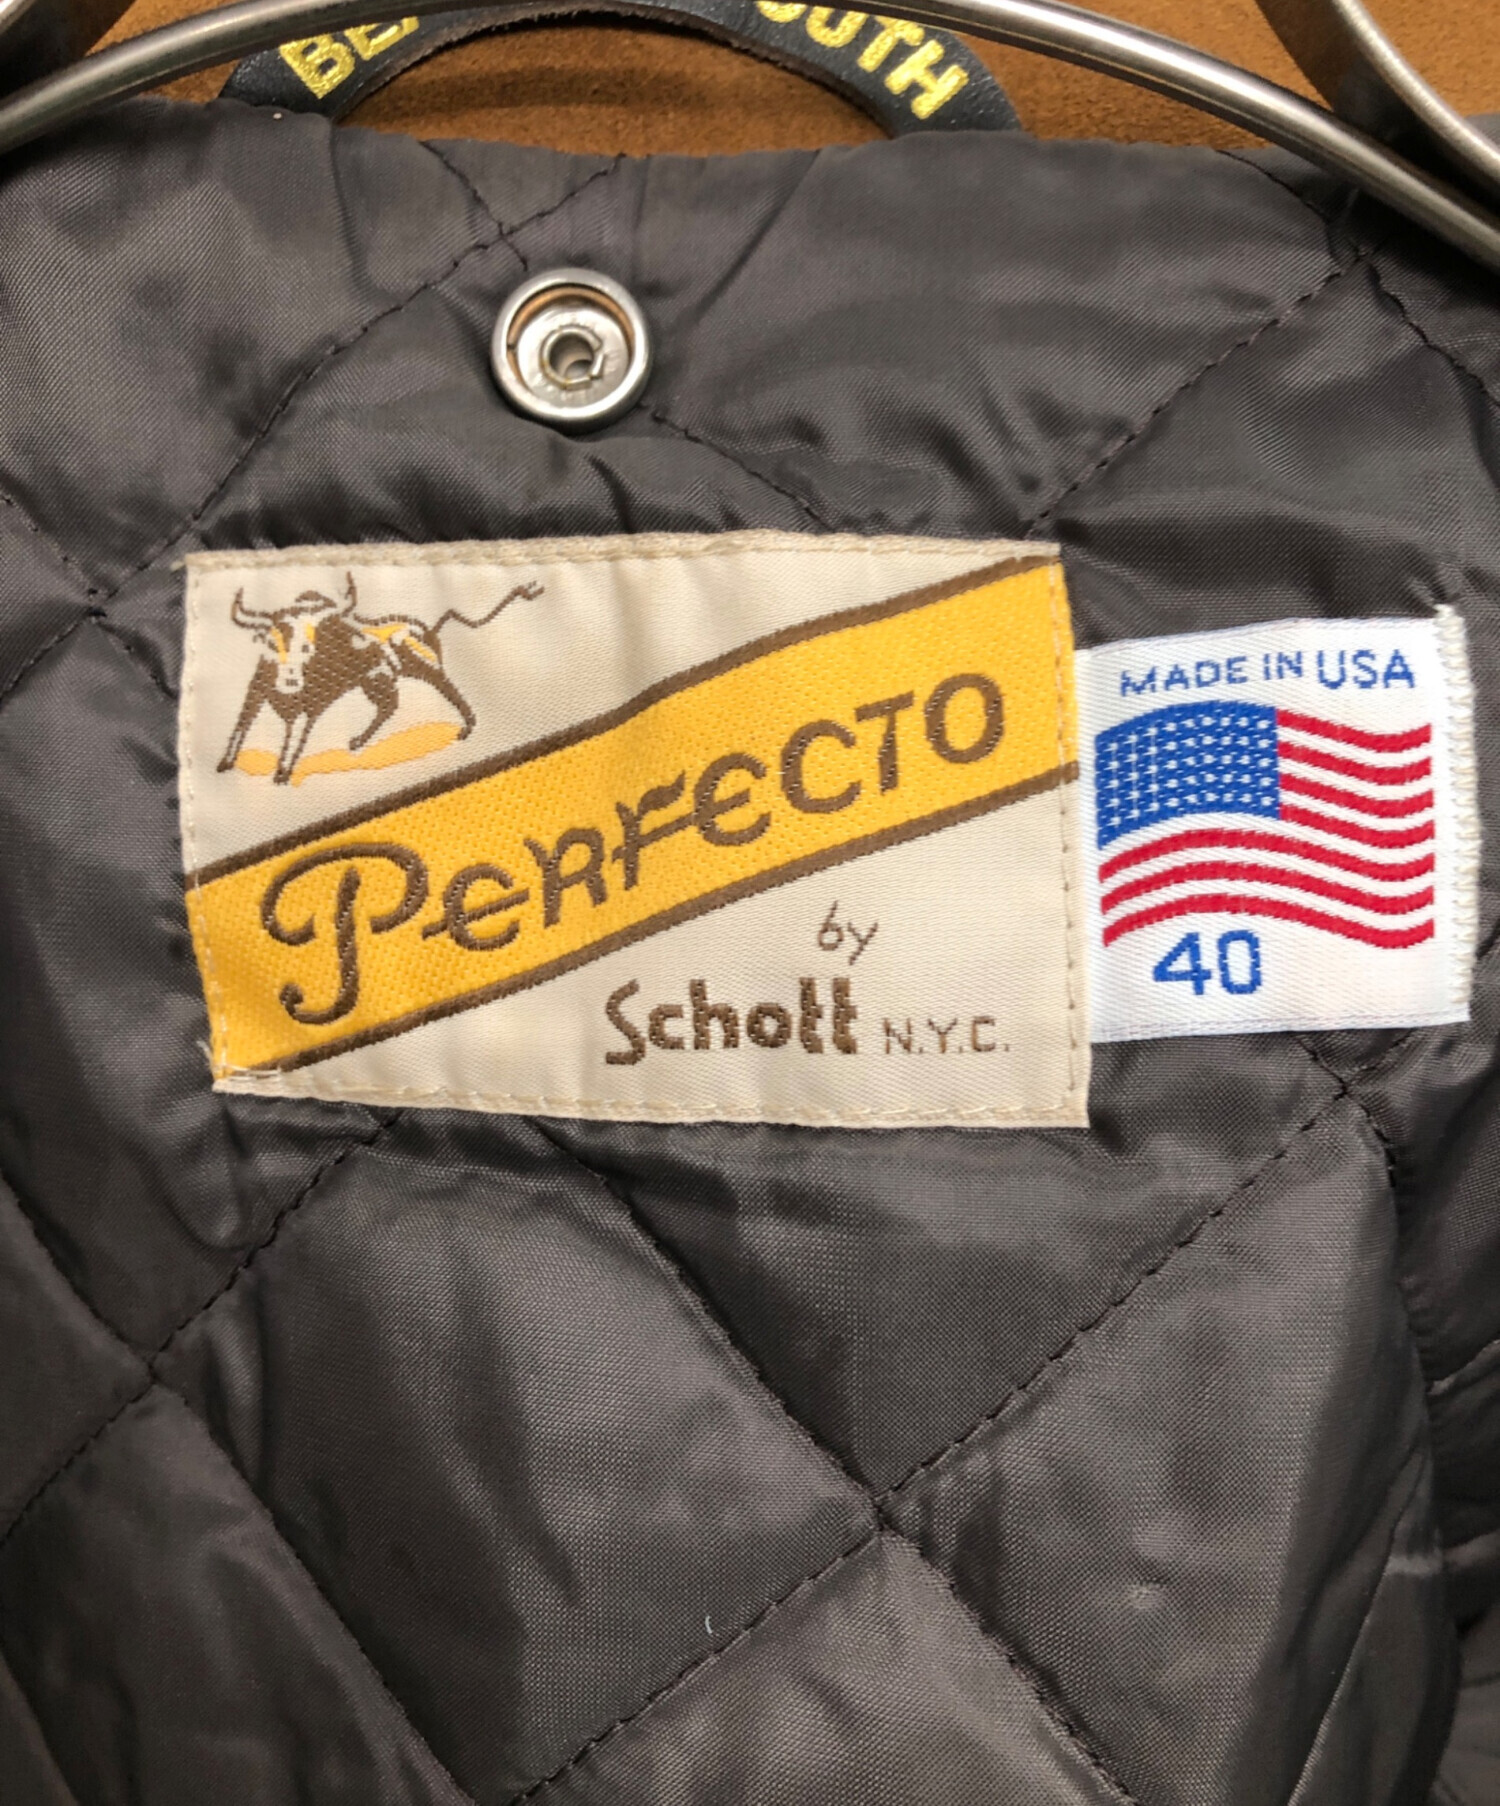 PERFECTO
by
Schott N.Y.C.
MADE IN USA
40